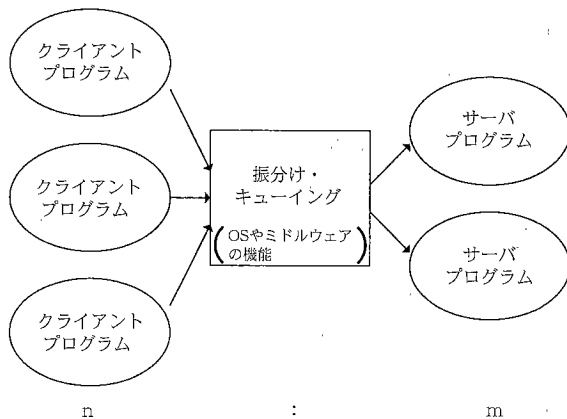 クライアント
プログラム
クライアント
プログラム
クライアント
プログラム
振分け・
キューイング
(OSやミドルウェア
の機能)
サーバ
プログラム
サーバ
プログラム
n : m